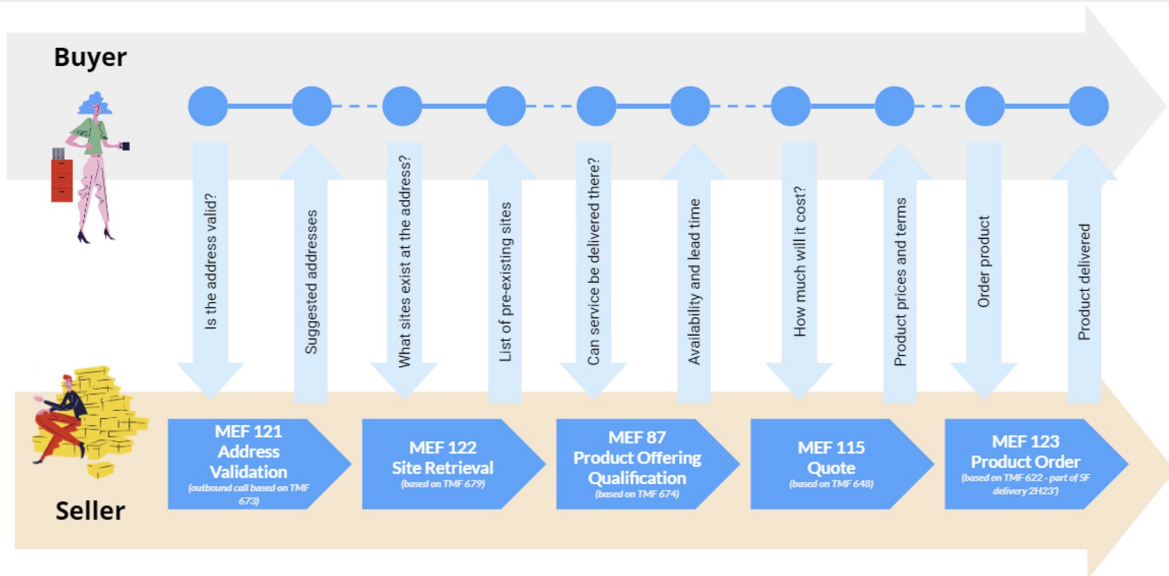 Buyer
Is the address valid?
Suggested addresses
What sites exist at the address?
List of pre-existing sites
Can service be delivered there?
Availability and lead time
How much will it cost?
Product prices and terms
Order product
Product delivered
MEF 121
Address
Validation
(outbound call based on TMF
673)
MEF 122
Site Retrieval
(based on TMF 679)
MEF 87
Product Offering
Qualification
(based on TMF 674)
MEF 115
Quote
(based on TMF 648)
MEF 123
Product Order
(based on TMF 622 - part of SF
delivery 2H23')
Seller